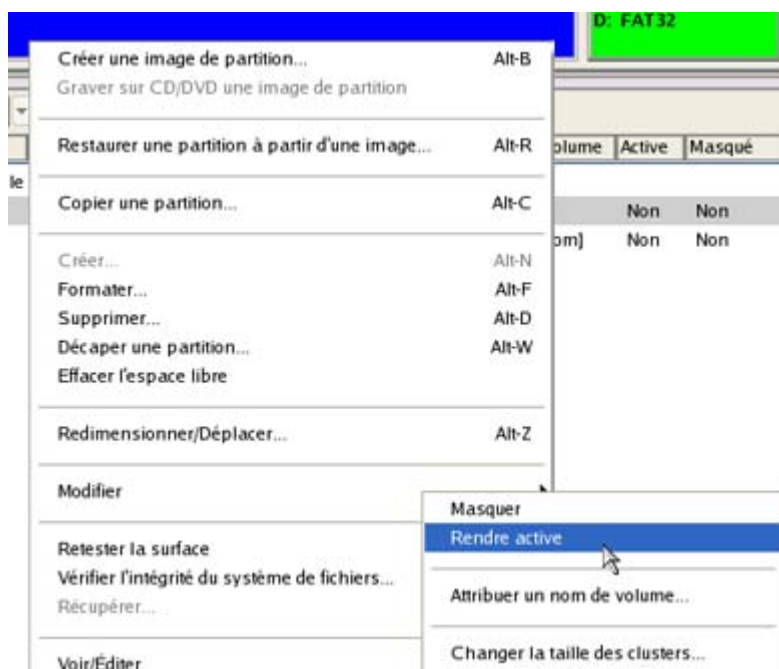 D: FAT32
Créer une image de partition... Alt-B
Graver sur CD/DVD une image de partition
Restaurer une partition à partir d'une image... Alt-R
olume Active Masqué
le
Copier une partition... Alt-C
Non Non
om] Non Non
Créer... Alt-N
Formater... Alt-F
Supprimer... Alt-D
Décaper une partition... Alt-W
Effacer l'espace libre
Redimensionner/Déplacer... Alt-Z
Modifier
Masquer
Rendre active
Retester la surface
Vérifier l'intégrité du système de fichiers...
Attribuer un nom de volume...
Récupérer...
Changer la taille des clusters...
Voir/Éditer